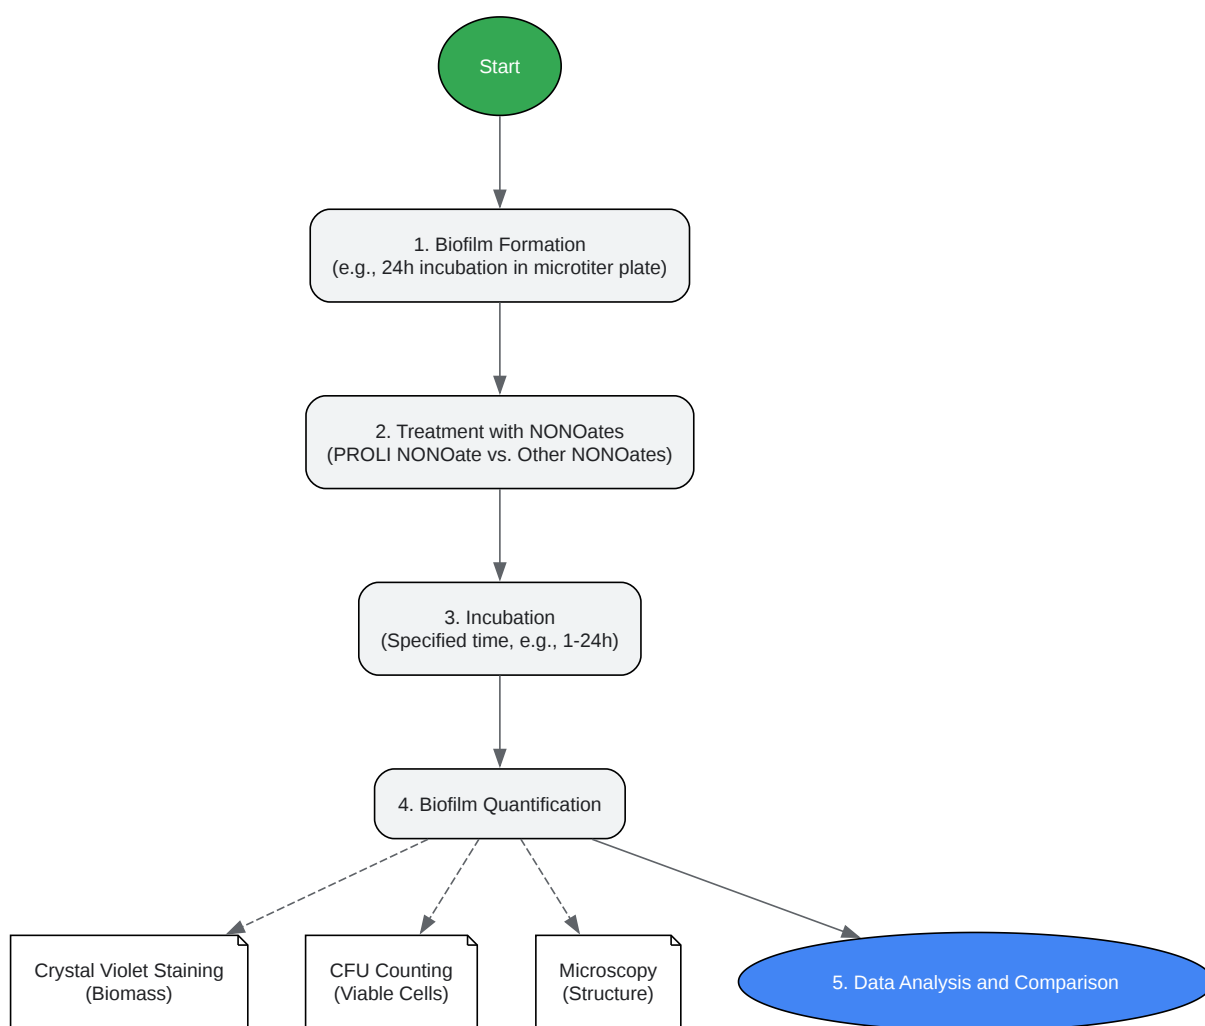 Start
1. Biofilm Formation
(e.g., 24h incubation in microtiter plate)
2. Treatment with NONOates
(PROLI NONOate vs. Other NONOates)
3. Incubation
(Specified time, e.g., 1-24h)
4. Biofilm Quantification
Crystal Violet Staining
(Biomass)
CFU Counting
(Viable Cells)
Microscopy
(Structure)
5. Data Analysis and Comparison